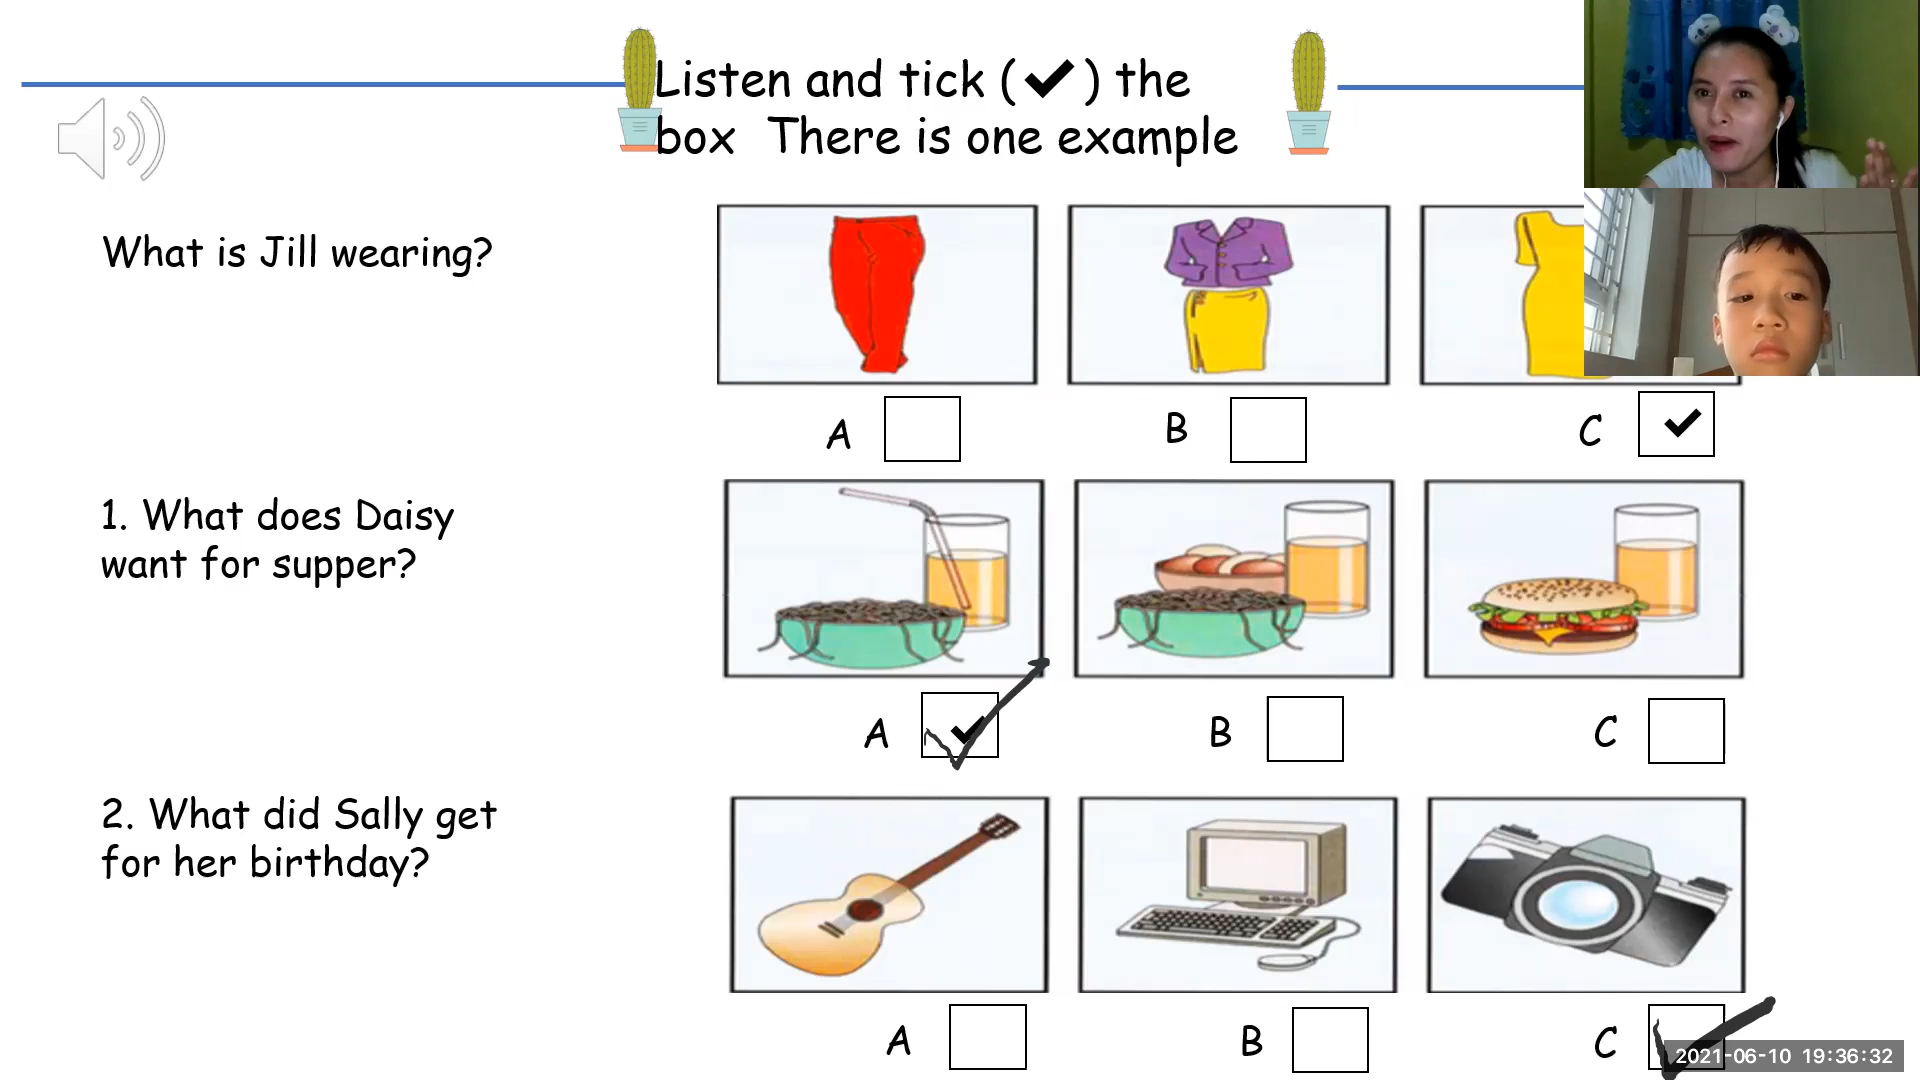 Listen and tick (✔) the
box There is one example
What is Jill wearing?
A
B
C
1. What does Daisy
want for supper?
A
B
C
2. What did Sally get
for her birthday?
A
B
C
2021-06-10 19:36:32